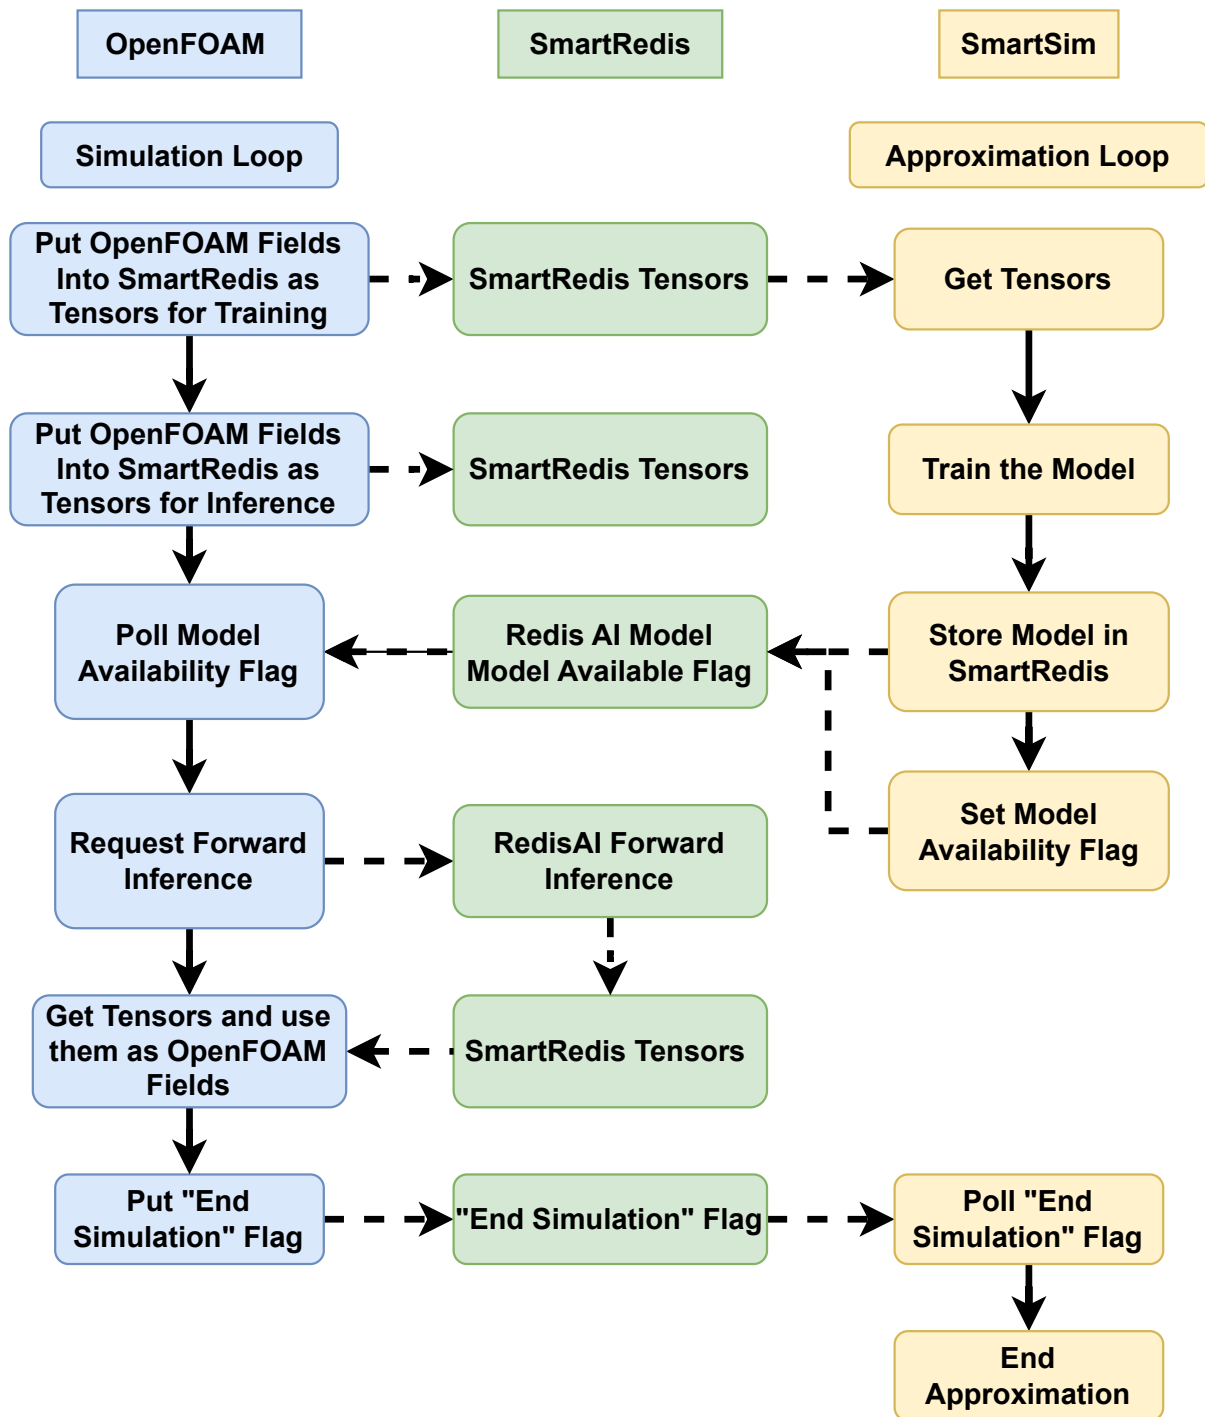 OpenFOAM
SmartRedis
SmartSim
Simulation Loop
Approximation Loop
Put OpenFOAM Fields
Into SmartRedis as
Tensors for Training
SmartRedis Tensors
Get Tensors
Put OpenFOAM Fields
Into SmartRedis as
Tensors for Inference
SmartRedis Tensors
Train the Model
Poll Model
Availability Flag
Redis AI Model
Model Available Flag
Store Model in
SmartRedis
Request Forward
Inference
RedisAI Forward
Inference
Set Model
Availability Flag
Get Tensors and use
them as OpenFOAM
Fields
SmartRedis Tensors
Put "End
Simulation" Flag
"End Simulation" Flag
Poll "End
Simulation" Flag
End
Approximation